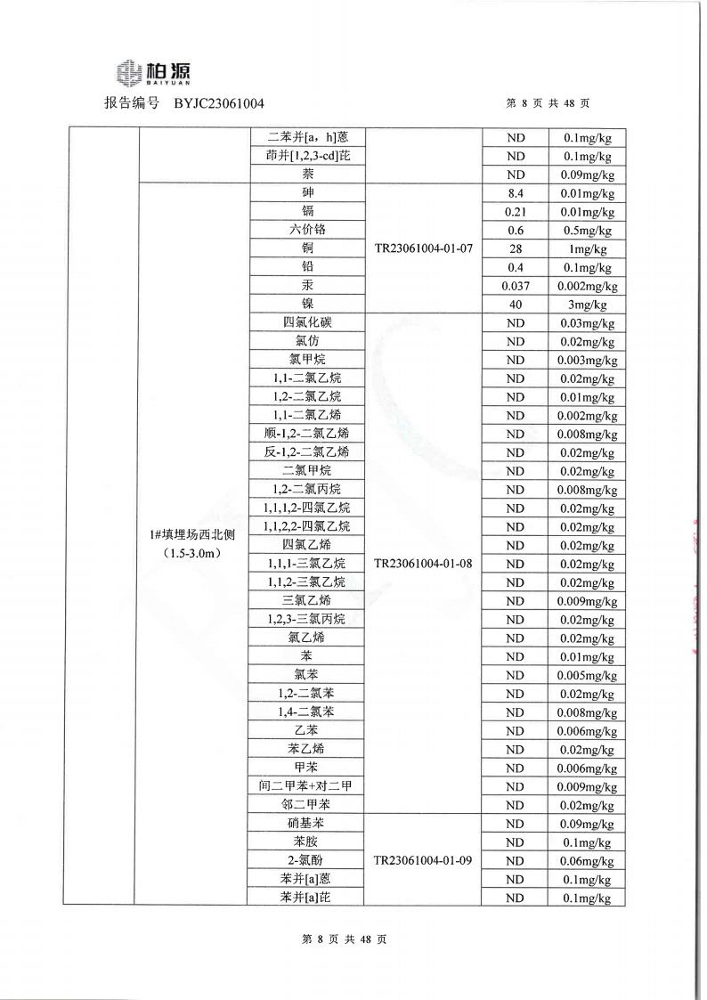 柏源
BAIYUAN
报告编号 BYJC23061004 第 8 页 共 48 页
二苯并[a，h]蒽 ND 0.1mg/kg
茚并[1,2,3-cd]芘 ND 0.1mg/kg
萘 ND 0.09mg/kg
砷 8.4 0.01mg/kg
镉 0.21 0.01mg/kg
六价铬 0.6 0.5mg/kg
铜 TR23061004-01-07 28 1mg/kg
铅 0.4 0.1mg/kg
汞 0.037 0.002mg/kg
镍 40 3mg/kg
四氯化碳 ND 0.03mg/kg
氯仿 ND 0.02mg/kg
氯甲烷 ND 0.003mg/kg
1,1-二氯乙烷 ND 0.02mg/kg
1,2-二氯乙烷 ND 0.01mg/kg
1,1-二氯乙烯 ND 0.002mg/kg
顺-1,2-二氯乙烯 ND 0.008mg/kg
反-1,2-二氯乙烯 ND 0.02mg/kg
二氯甲烷 ND 0.02mg/kg
1,2-二氯丙烷 ND 0.008mg/kg
1,1,1,2-四氯乙烷 ND 0.02mg/kg
1,1,2,2-四氯乙烷 ND 0.02mg/kg
1#填埋场西北侧
（1.5-3.0m）
四氯乙烯 ND 0.02mg/kg
1,1,1-三氯乙烷 TR23061004-01-08 ND 0.02mg/kg
1,1,2-三氯乙烷 ND 0.02mg/kg
三氯乙烯 ND 0.009mg/kg
1,2,3-三氯丙烷 ND 0.02mg/kg
氯乙烯 ND 0.02mg/kg
苯 ND 0.01mg/kg
氯苯 ND 0.005mg/kg
1,2-二氯苯 ND 0.02mg/kg
1,4-二氯苯 ND 0.008mg/kg
乙苯 ND 0.006mg/kg
苯乙烯 ND 0.02mg/kg
甲苯 ND 0.006mg/kg
间二甲苯+对二甲 ND 0.009mg/kg
邻二甲苯 ND 0.02mg/kg
硝基苯 ND 0.09mg/kg
苯胺 ND 0.1mg/kg
2-氯酚 TR23061004-01-09 ND 0.06mg/kg
苯并[a]蒽 ND 0.1mg/kg
苯并[a]芘 ND 0.1mg/kg
第 8 页 共 48 页